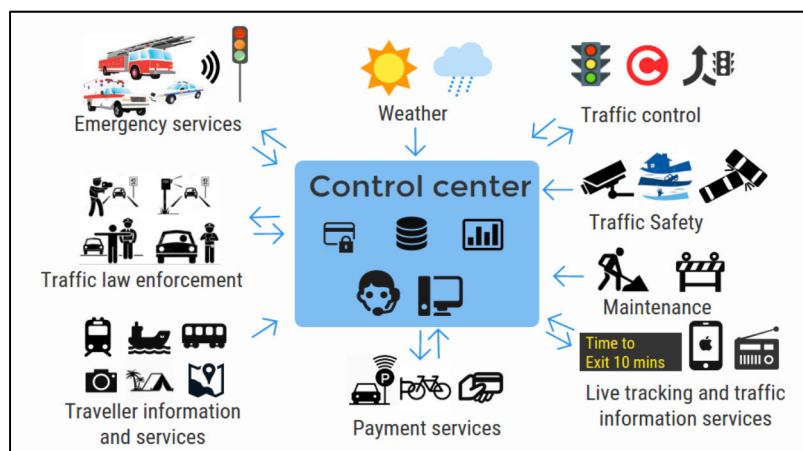 Emergency services
Weather
Traffic control
Control center
Traffic Safety
Traffic law enforcement
Maintenance
Time to
Exit 10 mins
P
Traveller information
and services
Payment services
Live tracking and traffic
information services